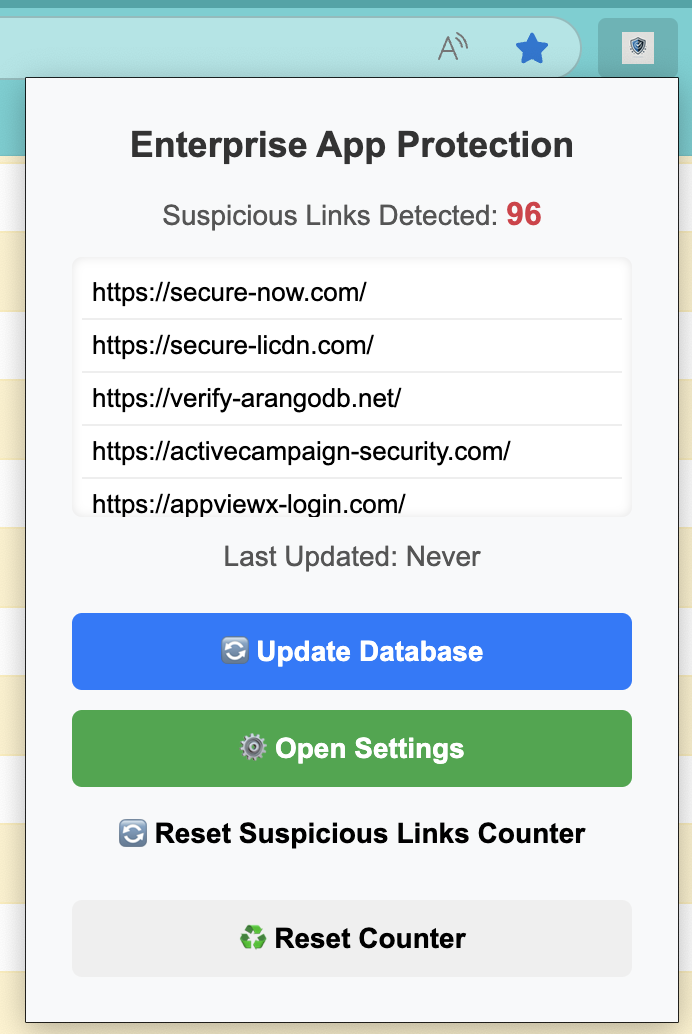 Enterprise App Protection
Suspicious Links Detected: 96
https://secure-now.com/
https://secure-licdn.com/
https://verify-arangodb.net/
https://activecampaign-security.com/
https://appviewx-login.com/
Last Updated: Never
🔄 Update Database
⚙️ Open Settings
🔄 Reset Suspicious Links Counter
♻️ Reset Counter